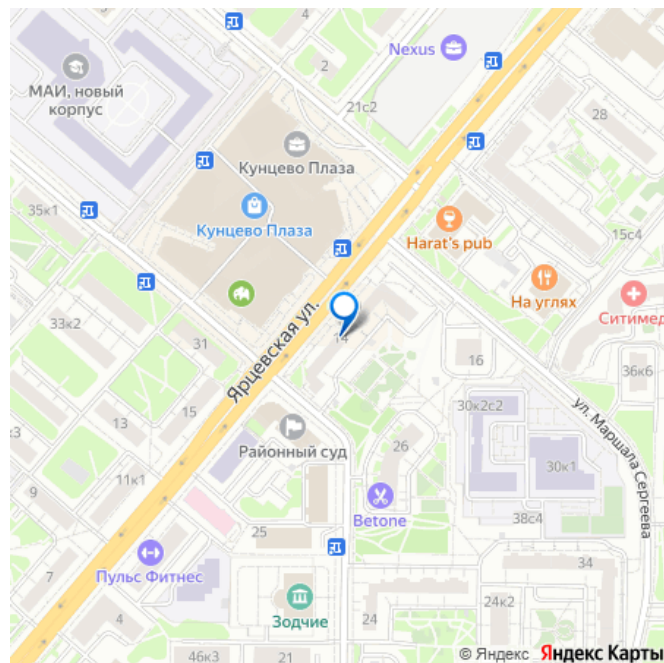 Nexus
2
МАИ, новый
корпус
21с2
28
Кунцево Плаза
35к1
Кунцево Плаза
Harat's pub
15с4
На углях
Ситимед
Ярцевская ул.
33к2
31
14
16
36к6
13
15
30к2с2
ул. Маршала Сергеева
Районный суд
26
9
11к1
30к1
Betone
38с4
25
7
Пульс Фитнес
34
Зодчие
4
24
24к2
46к3
21
© Яндекс Яндекс Карты